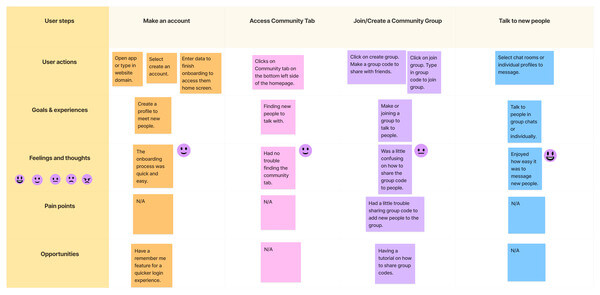 User steps
Make an account
Access Community Tab
Join/Create a Community Group
Talk to new people
User actions
Open app
or type in
website
domain.
Select
create an
account.
Enter data to
finish
onboarding to
access them
home screen.
Clicks on
Community tab on
the bottom left side
of the homepage.
Click on create group.
Make a group code to
share with friends.
Click on join
group. Type
in group code
to join group.
Select chat rooms or
individual profiles to
message.
Goals & experiences
Create a
profile to
meet new
people.
Finding new
people to
talk with.
Make or
joining a
group to
talk to
people.
Talk to
people in
group chats
or
individually.
Feelings and thoughts
The
onboarding
process was
quick and
easy.
Had no
trouble
finding the
community
tab.
Was a little
confusing
on how to
share the
group code
to people.
Enjoyed
how easy it
was to
message
new people.
Pain points
N/A
N/A
Had a little trouble
sharing group code to
add new people to the
group.
N/A
Opportunities
Have a
remember me
feature for a
quicker login
experience.
N/A
Having a
tutorial on how
to share group
codes.
N/A